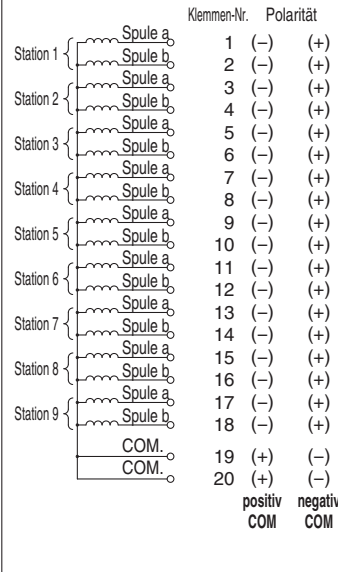 Klemmen-Nr. Polarität
Station 1 Spule a 1 (–) (+)
Spule b 2 (–) (+)
Station 2 Spule a 3 (–) (+)
Spule b 4 (–) (+)
Station 3 Spule a 5 (–) (+)
Spule b 6 (–) (+)
Station 4 Spule a 7 (–) (+)
Spule b 8 (–) (+)
Station 5 Spule a 9 (–) (+)
Spule b 10 (–) (+)
Station 6 Spule a 11 (–) (+)
Spule b 12 (–) (+)
Station 7 Spule a 13 (–) (+)
Spule b 14 (–) (+)
Station 8 Spule a 15 (–) (+)
Spule b 16 (–) (+)
Station 9 Spule a 17 (–) (+)
Spule b 18 (–) (+)
COM. 19 (+) (–)
COM. 20 (+) (–)
positiv negativ
COM COM